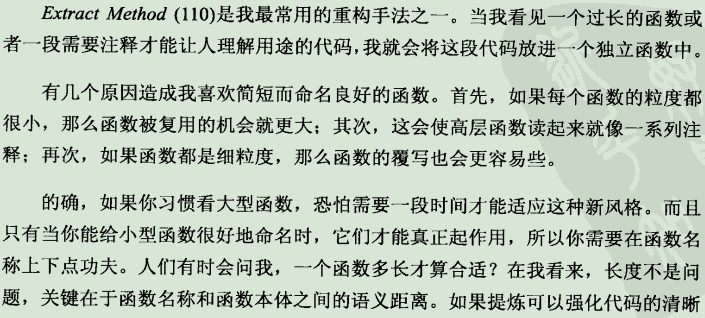 Extract Method (110)是我最常用的重构手法之一。当我看见一个过长的函数或
者一段需要注释才能让人理解用途的代码，我就会将这段代码放进一个独立函数中。
有几个原因造成我喜欢简短而命名良好的函数。首先，如果每个函数的粒度都
很小，那么函数被复用的机会就更大；其次，这会使高层函数读起来就像一系列注
释；再次，如果函数都是细粒度，那么函数的覆写也会更容易些。
的确，如果你习惯看大型函数，恐怕需要一段时间才能适应这种新风格。而且
只有当你能给小型函数很好地命名时，它们才能真正起作用，所以你需要在函数名
称上下点功夫。人们有时会问我，一个函数多长才算合适？在我看来，长度不是问
题，关键在于函数名称和函数本体之间的语义距离。如果提炼可以强化代码的清晰